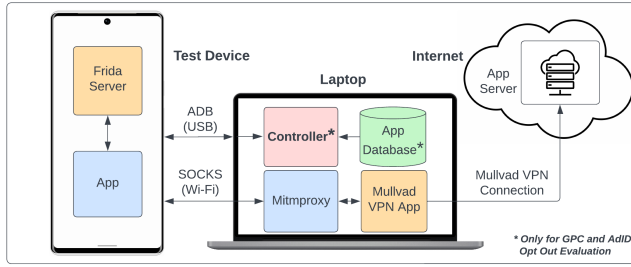 Test Device
Internet
Laptop
Frida
Server
App
ADB
(USB)
SOCKS
(Wi-Fi)
Controller*
App
Database*
Mitmproxy
Mullvad
VPN App
App
Server
Mullvad VPN
Connection
* Only for GPC and AdID
Opt Out Evaluation